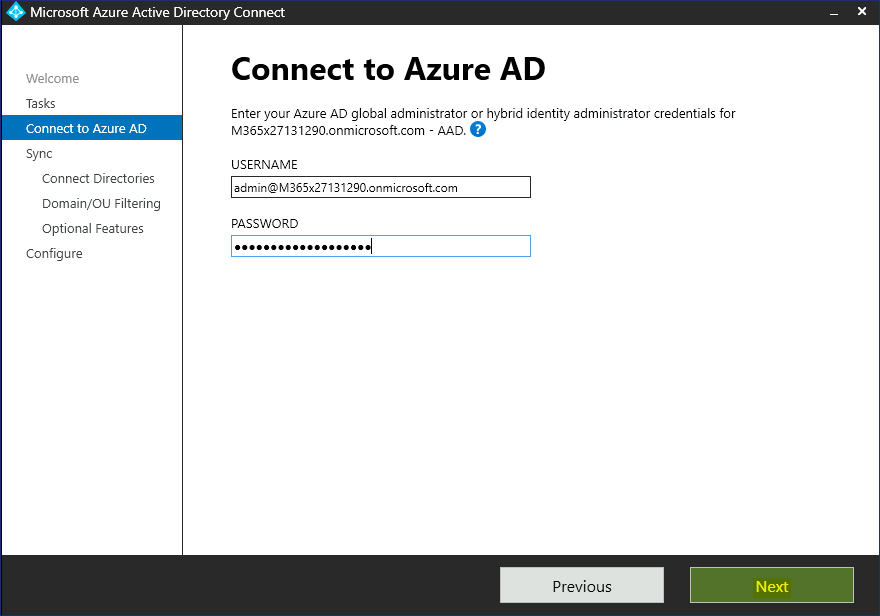 Microsoft Azure Active Directory Connect
Welcome
Tasks
Connect to Azure AD
Sync
Connect Directories
Domain/OU Filtering
Optional Features
Configure
Connect to Azure AD
Enter your Azure AD global administrator or hybrid identity administrator credentials for
M365x27131290.onmicrosoft.com - AAD. ?
USERNAME
admin@M365x27131290.onmicrosoft.com
PASSWORD
●●●●●●●●●●●●●●●●●●●
Previous
Next